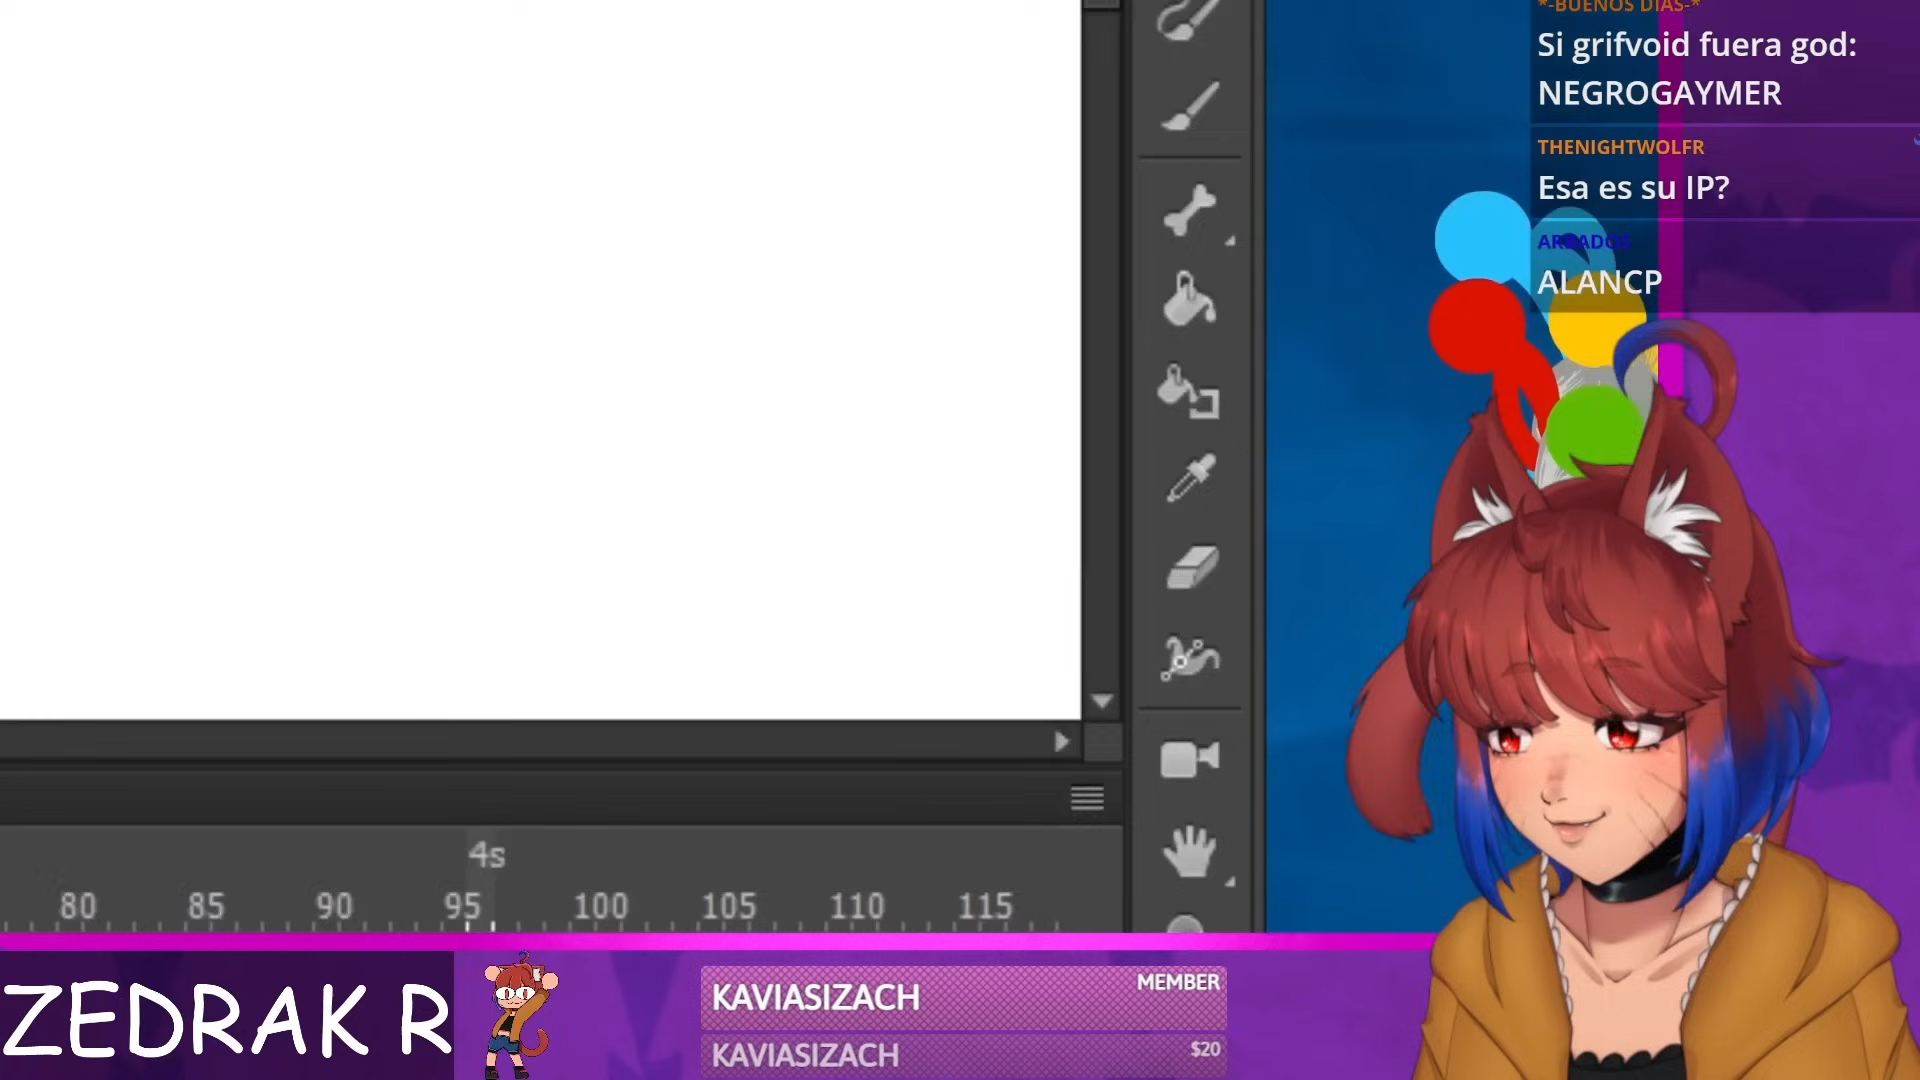 *-BUENOS DIAS-*
Si grifvoid fuera god:
NEGROGAYMER
THENIGHTWOLFR
Esa es su IP?
ARRADOS
ALANCP
4s
80 85 90 95 100 105 110 115
ZEDRAK R
KAVIASIZACH MEMBER
KAVIASIZACH $20